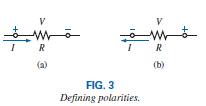 V V
+ – – +
I R I R
(a) (b)
FIG. 3
Defining polarities.